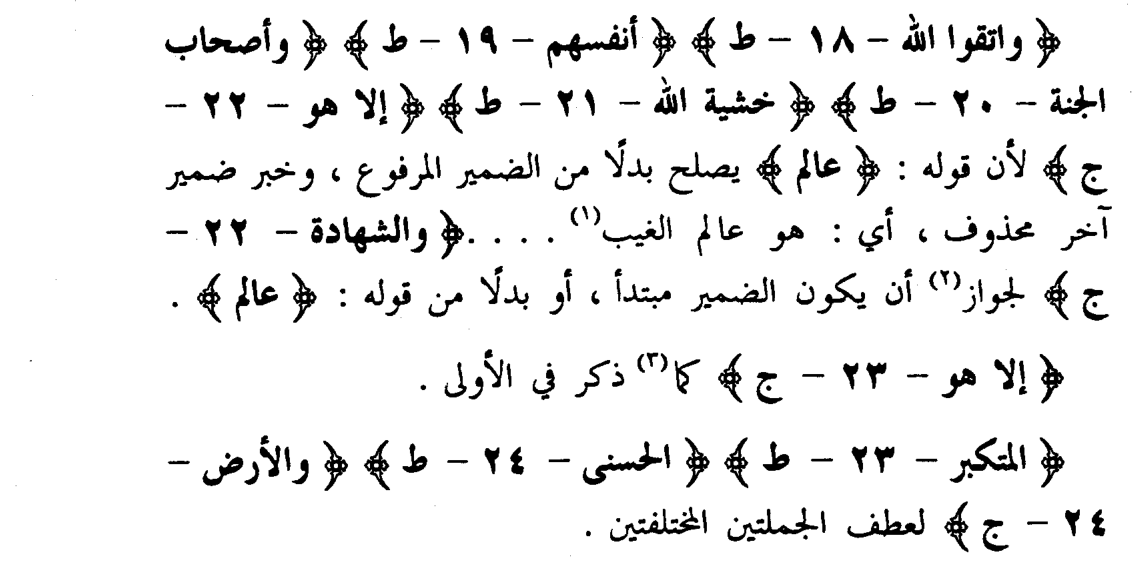 ﴿ واتقوا الله – ١٨ – ط ﴾ ﴿ أنفسهم – ١٩ – ط ﴾ ﴿ وأصحاب
الجنة – ٢٠ – ط ﴾ ﴿ خشية الله – ٢١ – ط ﴾ ﴿ إلا هو – ٢٢ –
ج ﴾ لأن قوله : ﴿ عالم ﴾ يصلح بدلًا من الضمير المرفوع ، وخبر ضمير
آخر محذوف ، أي : هو عالم الغيب(١) . . . . ﴿ والشهادة – ٢٢ –
ج ﴾ لجواز(٢) أن يكون الضمير مبتدأ ، أو بدلًا من قوله : ﴿ عالم ﴾ .
﴿ إلا هو – ٢٣ – ج ﴾ كما(٣) ذكر في الأولى .
﴿ المتكبر – ٢٣ – ط ﴾ ﴿ الحسنى – ٢٤ – ط ﴾ ﴿ والأرض –
٢٤ – ج ﴾ لعطف الجملتين المختلفتين .